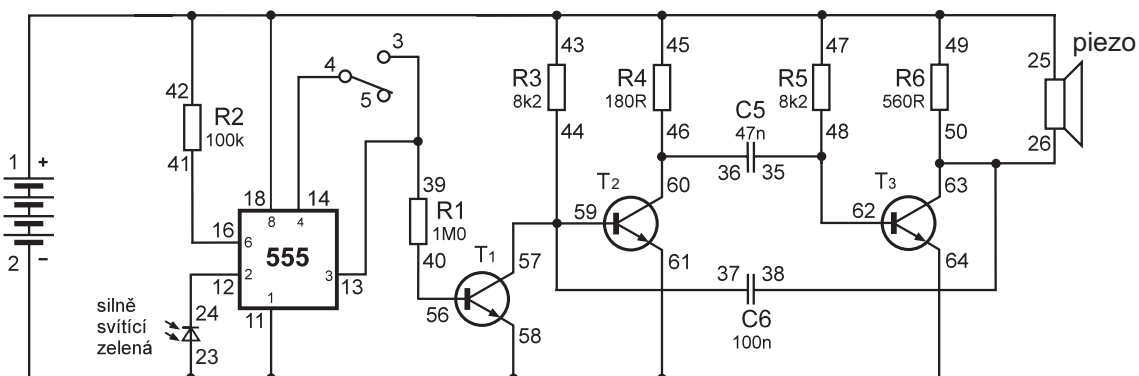 3
43
45
47
49
piezo
4
25
5
42
R2
100k
R3
8k2
R4
180R
R5
8k2
R6
560R
C5
47n
44
46
48
50
26
41
1 +
36 35
39
T2
60
T3
63
18 14
R1
1M0
59
62
16
8 4
6
555
2 3
1
2 –
40
T1
57
61
64
12
13
37 38
silně
svítící
zelená
24
56
C6
100n
11
58
23